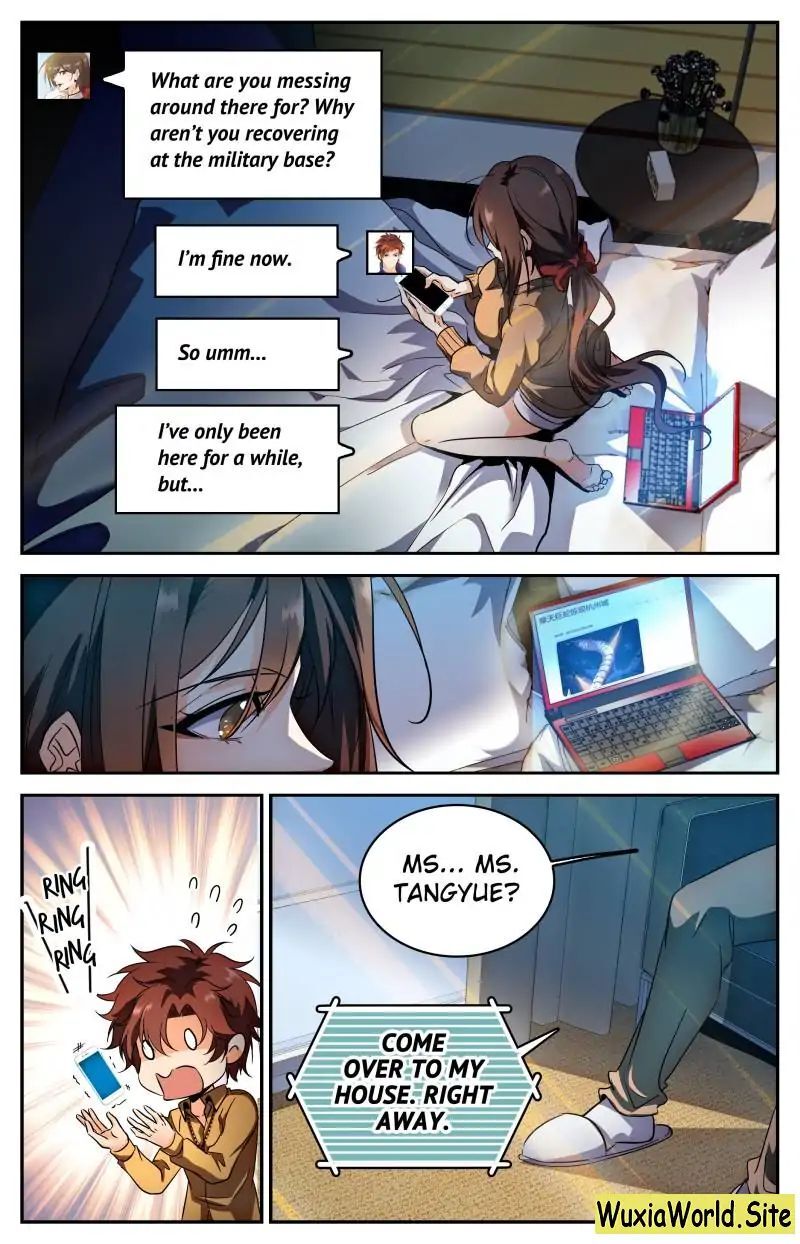 What are you messing
around there for? Why
aren't you recovering
at the military base?
I'm fine now.
So umm...
I've only been
here for a while,
but...
RING
RING
RING
MS... MS.
TANGYUE?
COME
OVER TO MY
HOUSE. RIGHT
AWAY.
WuxiaWorld.Site